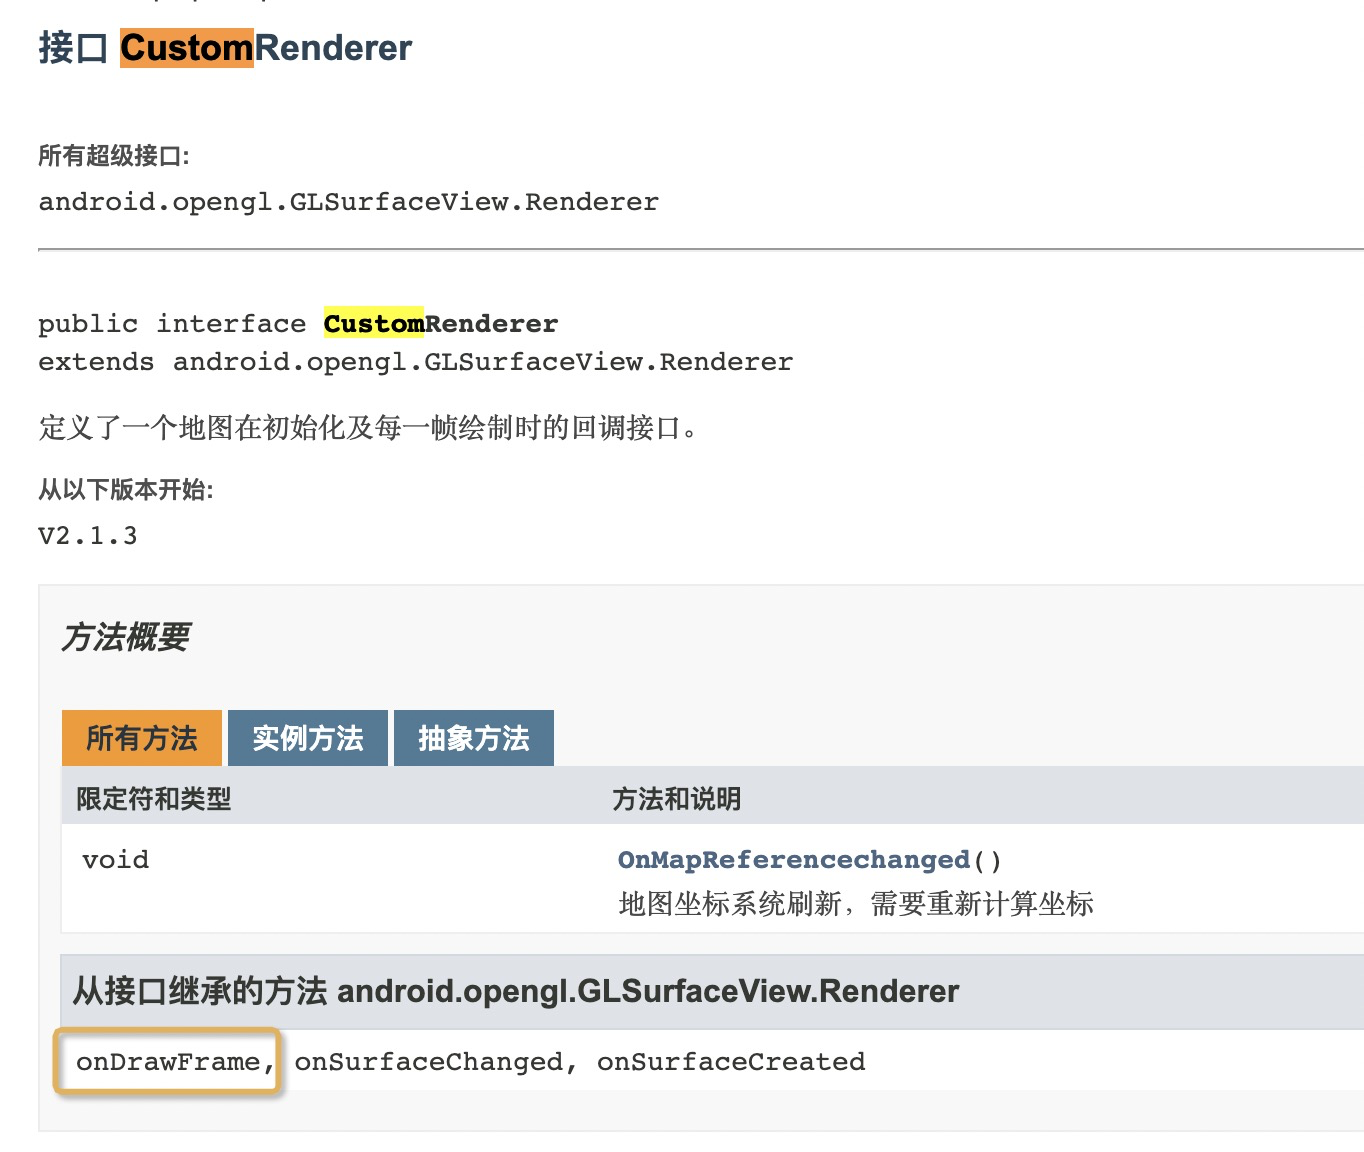 接口 CustomRenderer
所有超级接口:
android.opengl.GLSurfaceView.Renderer
public interface CustomRenderer
extends android.opengl.GLSurfaceView.Renderer
定义了一个地图在初始化及每一帧绘制时的回调接口。
从以下版本开始:
V2.1.3
方法概要
所有方法 实例方法 抽象方法
限定符和类型 方法和说明
void OnMapReferencechanged()
地图坐标系统刷新，需要重新计算坐标
从接口继承的方法 android.opengl.GLSurfaceView.Renderer
onDrawFrame, onSurfaceChanged, onSurfaceCreated